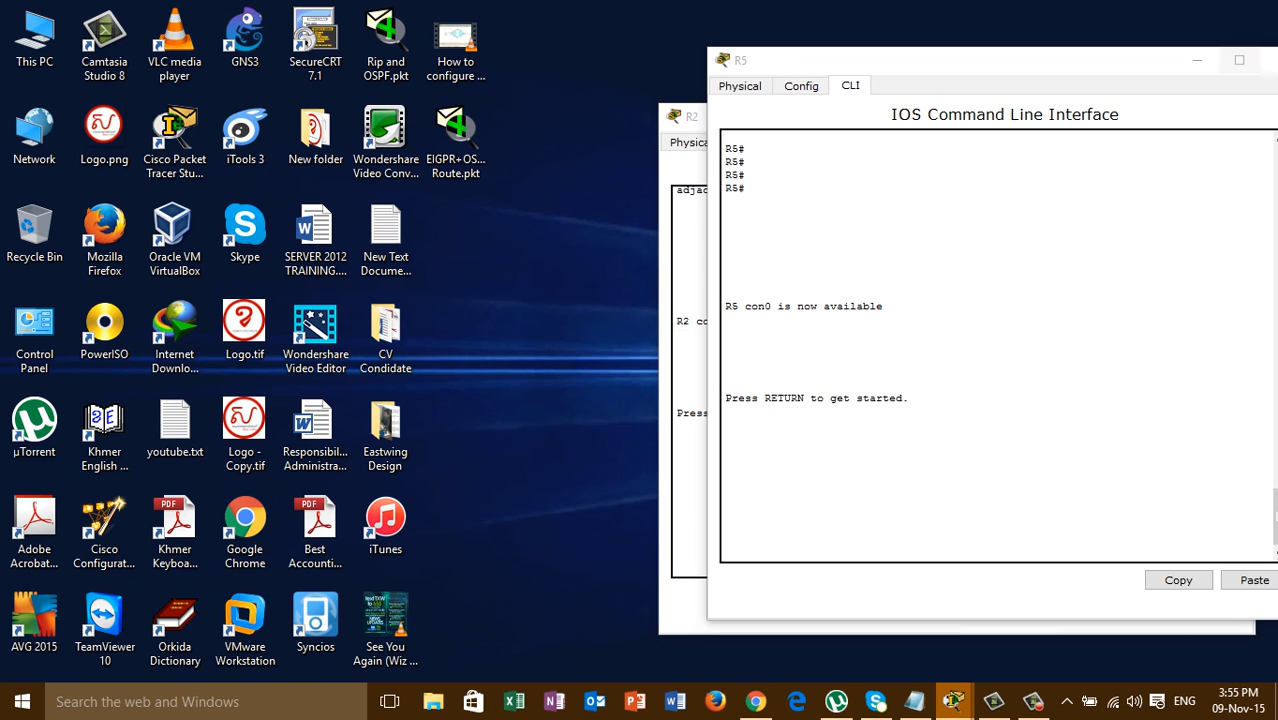 This PC
Camtasia
Studio 8
VLC media
player
GNS3
SecureCRT
7.1
Rip and
OSPF.pkt
How to
configure ...
Network
Logo.png
Cisco Packet
Tracer Stu...
iTools 3
New folder
Wondershare
Video Conv...
EIGPR+OS...
Route.pkt
Recycle Bin
Mozilla
Firefox
Oracle VM
VirtualBox
Skype
SERVER 2012
TRAINING....
New Text
Docume...
Control
Panel
PowerISO
Internet
Downlo...
Logo.tif
Wondershare
Video Editor
CV
Candidate
µTorrent
Khmer
English ...
youtube.txt
Logo -
Copy.tif
Responsibil...
Administra...
Eastwing
Design
Adobe
Acrobat...
Cisco
Configurat...
Khmer
Keyboa...
Google
Chrome
Best
Accounti...
iTunes
AVG 2015
TeamViewer
10
Orkida
Dictionary
VMware
Workstation
Syncios
See You
Again (Wiz ...
R2
Physica
adjac
R2 co
Press
R5
Physical
Config
CLI
IOS Command Line Interface
R5#
R5#
R5#
R5#
R5 con0 is now available
Press RETURN to get started.
Copy
Paste
Search the web and Windows
ENG
3:55 PM
09-Nov-15